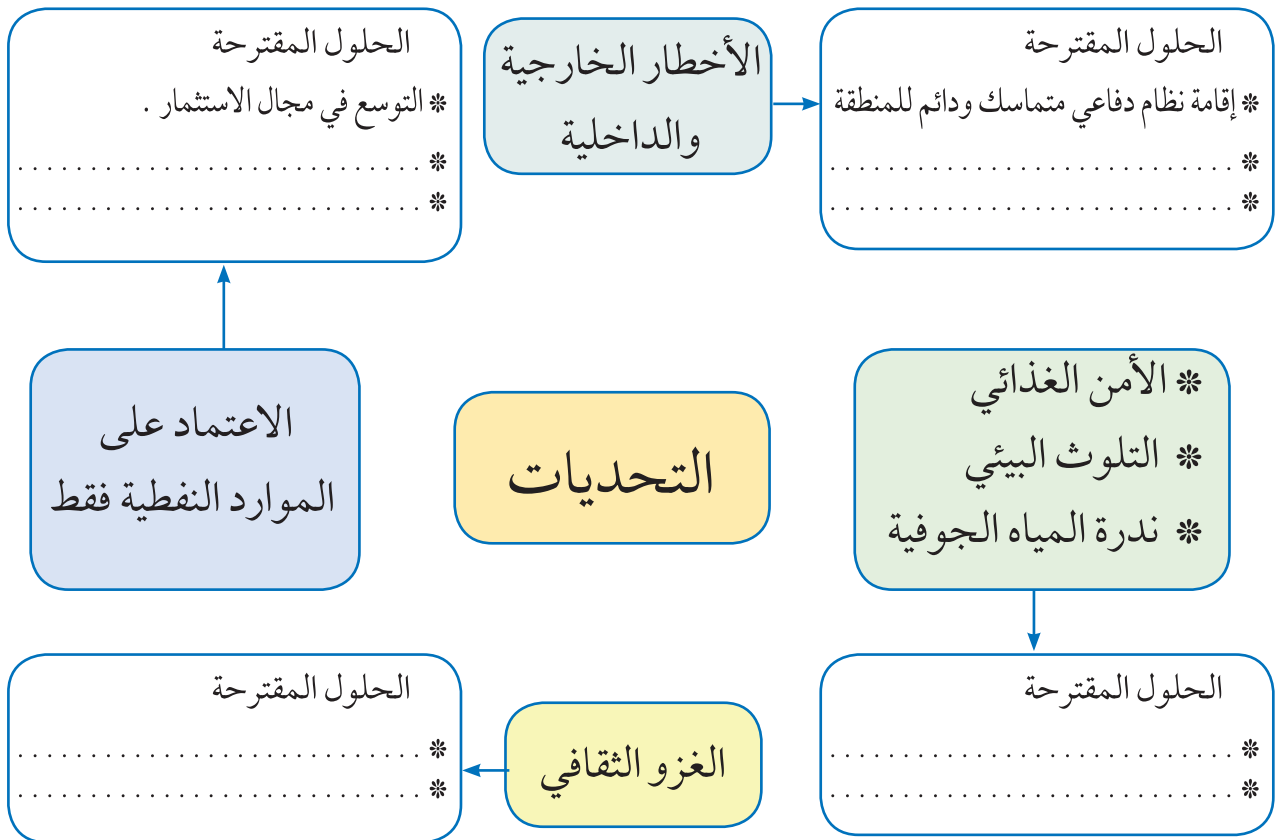 الأخطار الخارجية
والداخلية
الحلول المقترحة
❊ إقامة نظام دفاعي متماسك ودائم للمنطقة
❊ . . . . . . . . . . . . . . . . . . . . . . . . . . . .
❊ . . . . . . . . . . . . . . . . . . . . . . . . . . . .
الحلول المقترحة
❊ التوسع في مجال الاستثمار .
❊ . . . . . . . . . . . . . . . . . . . . . . . . . . . .
❊ . . . . . . . . . . . . . . . . . . . . . . . . . . . .
❊ الأمن الغذائي
❊ التلوث البيئي
❊ ندرة المياه الجوفية
التحديات
الاعتماد على
الموارد النفطية فقط
الحلول المقترحة
❊ . . . . . . . . . . . . . . . . . . . . . . . . . . . .
❊ . . . . . . . . . . . . . . . . . . . . . . . . . . . .
الغزو الثقافي
الحلول المقترحة
❊ . . . . . . . . . . . . . . . . . . . . . . . . . . . .
❊ . . . . . . . . . . . . . . . . . . . . . . . . . . . .